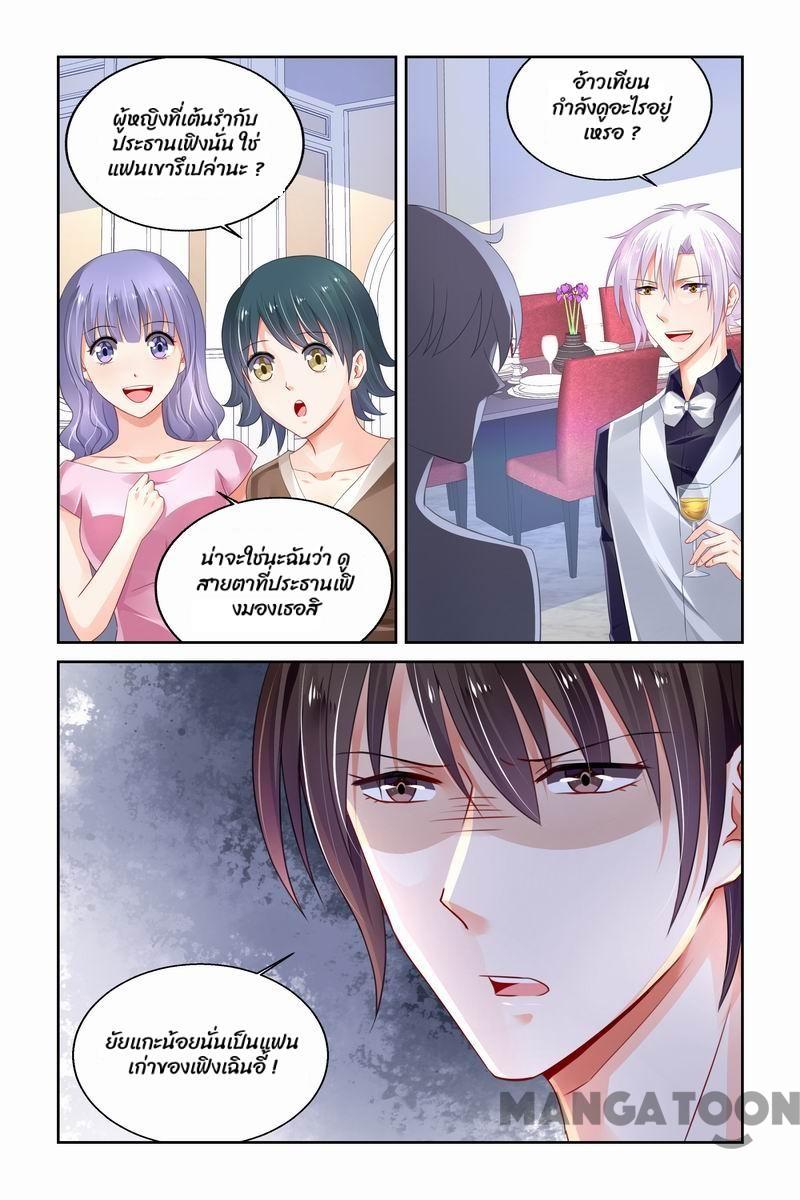 ผู้หญิงที่เต้นรำกับ
ประธานเฟิงนั่น ใช่
แฟนเขารึเปล่านะ ?
น่าจะใช่นะฉันว่า ดู
สายตาที่ประธานเฟิ
งมองเธอสิ
อ้าวเทียน
กำลังดูอะไรอยู่
เหรอ ?
ยัยแกะน้อยนั่นเป็นแฟน
เก่าของเฟิงเฉินอี้ !
MANGATOON